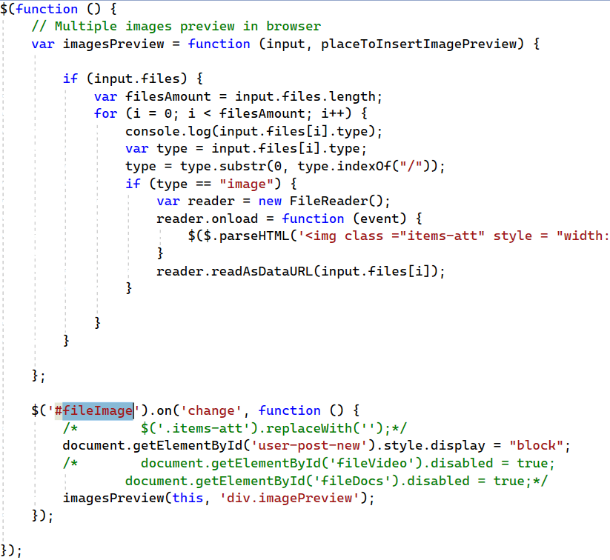 $(function () {
    // Multiple images preview in browser
    var imagesPreview = function (input, placeToInsertImagePreview) {

        if (input.files) {
            var filesAmount = input.files.length;
            for (i = 0; i < filesAmount; i++) {
                console.log(input.files[i].type);
                var type = input.files[i].type;
                type = type.substr(0, type.indexOf("/"));
                if (type == "image") {
                    var reader = new FileReader();
                    reader.onload = function (event) {
                        $($.parseHTML('<img class ="items-att" style = "width:
                    }
                    reader.readAsDataURL(input.files[i]);
                }

            }
        }

    };

    $('#fileImage').on('change', function () {
        /*        $('.items-att').replaceWith('');*/
        document.getElementById('user-post-new').style.display = "block";
        /*        document.getElementById('fileVideo').disabled = true;
                document.getElementById('fileDocs').disabled = true;*/
        imagesPreview(this, 'div.imagePreview');
    });

});